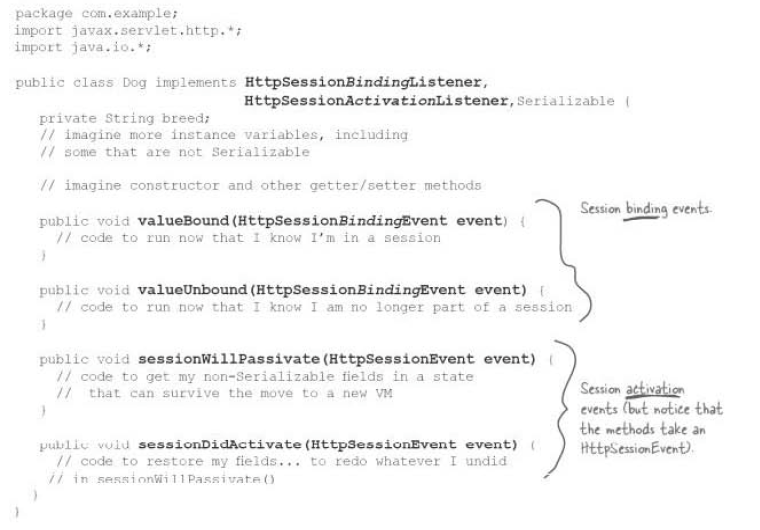 package com.example;
import javax.servlet.http.*;
import java.io.*;
public class Dog implements HttpSessionBindingListener,
HttpSessionActivationListener,Serializable {
private String breed;
// imagine more instance variables, including
// some that are not Serializable
// imagine constructor and other getter/setter methods
public void valueBound(HttpSessionBindingEvent event) {
// code to run now that I know I'm in a session
}
public void valueUnbound(HttpSessionBindingEvent event) {
// code to run now that I know I am no longer part of a session
}
Session binding events.
public void sessionWillPassivate(HttpSessionEvent event) {
// code to get my non-Serializable fields in a state
// that can survive the move to a new VM
}
public void sessionDidActivate(HttpSessionEvent event) {
// code to restore my fields... to redo whatever I undid
// in sessionWillPassivate()
}
}
Session activation
events (but notice that
the methods take an
HttpSessionEvent).